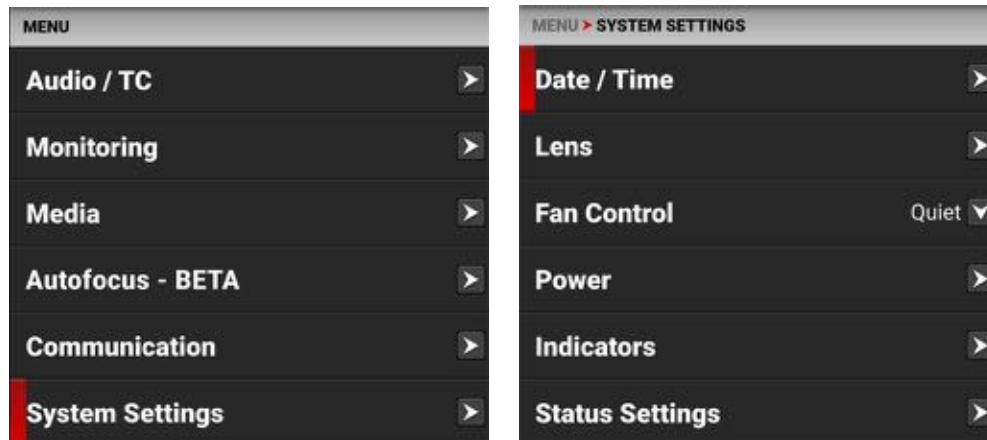 MENU
Audio / TC
Monitoring
Media
Autofocus - BETA
Communication
System Settings
MENU > SYSTEM SETTINGS
Date / Time
Lens
Fan Control Quiet
Power
Indicators
Status Settings